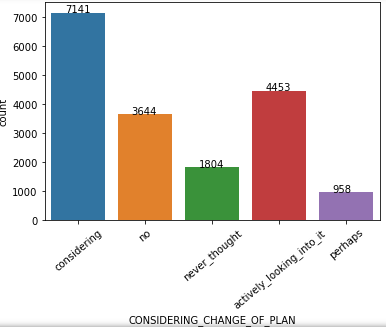 7141
7000
6000
5000
4453
4000
3644
3000
2000
1804
1000
958
0
count
considering
no
never_thought
actively_looking_into_it
perhaps
CONSIDERING_CHANGE_OF_PLAN